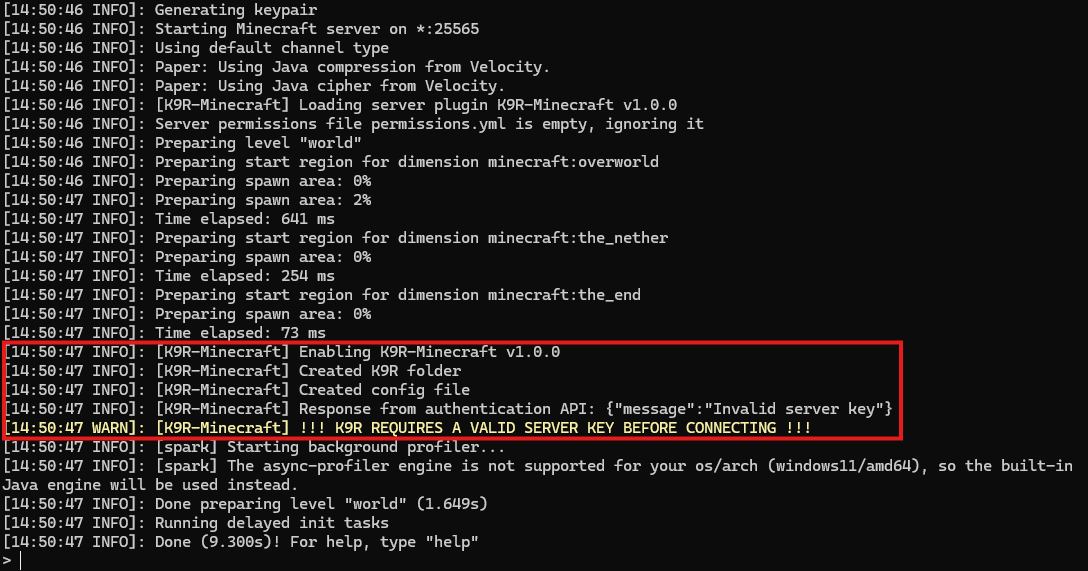 [14:50:46 INFO]: Generating keypair
[14:50:46 INFO]: Starting Minecraft server on *:25565
[14:50:46 INFO]: Using default channel type
[14:50:46 INFO]: Paper: Using Java compression from Velocity.
[14:50:46 INFO]: Paper: Using Java cipher from Velocity.
[14:50:46 INFO]: [K9R-Minecraft] Loading server plugin K9R-Minecraft v1.0.0
[14:50:46 INFO]: Server permissions file permissions.yml is empty, ignoring it
[14:50:46 INFO]: Preparing level "world"
[14:50:46 INFO]: Preparing start region for dimension minecraft:overworld
[14:50:46 INFO]: Preparing spawn area: 0%
[14:50:47 INFO]: Preparing spawn area: 2%
[14:50:47 INFO]: Time elapsed: 641 ms
[14:50:47 INFO]: Preparing start region for dimension minecraft:the_nether
[14:50:47 INFO]: Preparing spawn area: 0%
[14:50:47 INFO]: Time elapsed: 254 ms
[14:50:47 INFO]: Preparing start region for dimension minecraft:the_end
[14:50:47 INFO]: Preparing spawn area: 0%
[14:50:47 INFO]: Time elapsed: 73 ms
[14:50:47 INFO]: [K9R-Minecraft] Enabling K9R-Minecraft v1.0.0
[14:50:47 INFO]: [K9R-Minecraft] Created K9R folder
[14:50:47 INFO]: [K9R-Minecraft] Created config file
[14:50:47 INFO]: [K9R-Minecraft] Response from authentication API: {"message":"Invalid server key"}
[14:50:47 WARN]: [K9R-Minecraft] !!! K9R REQUIRES A VALID SERVER KEY BEFORE CONNECTING !!!
[14:50:47 INFO]: [spark] Starting background profiler...
[14:50:47 INFO]: [spark] The async-profiler engine is not supported for your os/arch (windows11/amd64), so the built-in
Java engine will be used instead.
[14:50:47 INFO]: Done preparing level "world" (1.649s)
[14:50:47 INFO]: Running delayed init tasks
[14:50:47 INFO]: Done (9.300s)! For help, type "help"
>